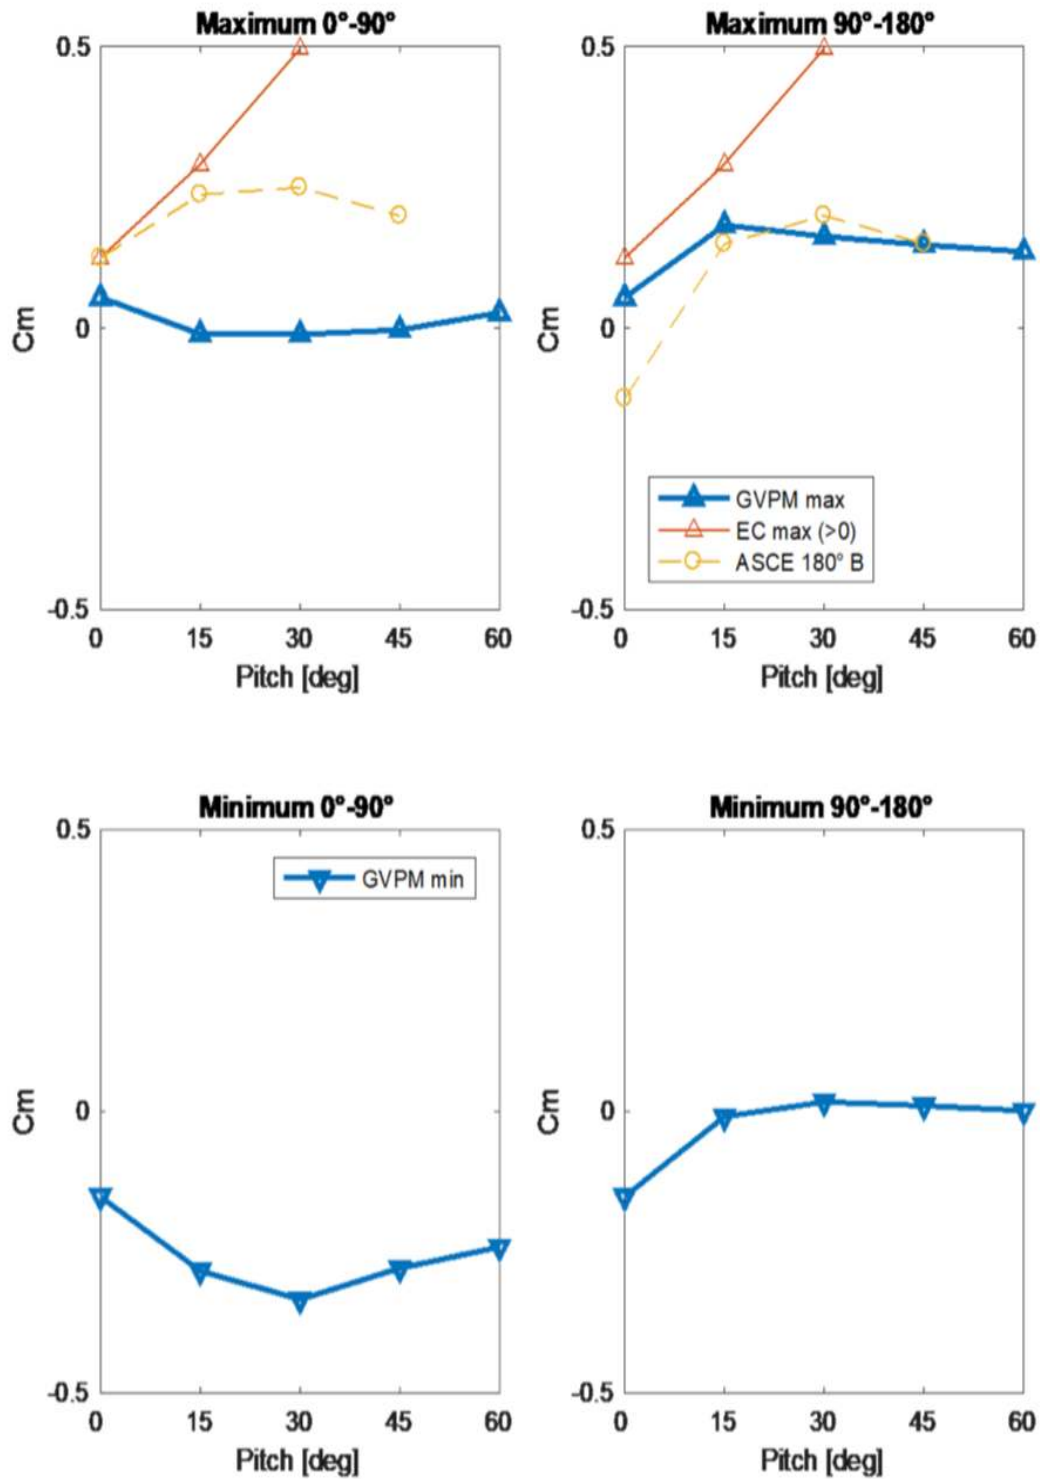 Maximum 0°-90°
0.5
0
-0.5
Cm
0 15 30 45 60
Pitch [deg]
Maximum 90°-180°
0.5
0
-0.5
Cm
GVPM max
EC max (>0)
ASCE 180° B
0 15 30 45 60
Pitch [deg]
Minimum 0°-90°
0.5
0
-0.5
Cm
GVPM min
0 15 30 45 60
Pitch [deg]
Minimum 90°-180°
0.5
0
-0.5
Cm
0 15 30 45 60
Pitch [deg]